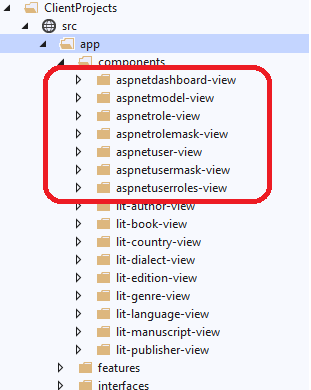 ClientProjects
src
app
components
aspnetdashboard-view
aspnetmodel-view
aspnetrole-view
aspnetrolemask-view
aspnetuser-view
aspnetusermask-view
aspnetuserroles-view
lit-author-view
lit-book-view
lit-country-view
lit-dialect-view
lit-edition-view
lit-genre-view
lit-language-view
lit-manuscript-view
lit-publisher-view
features
interfaces